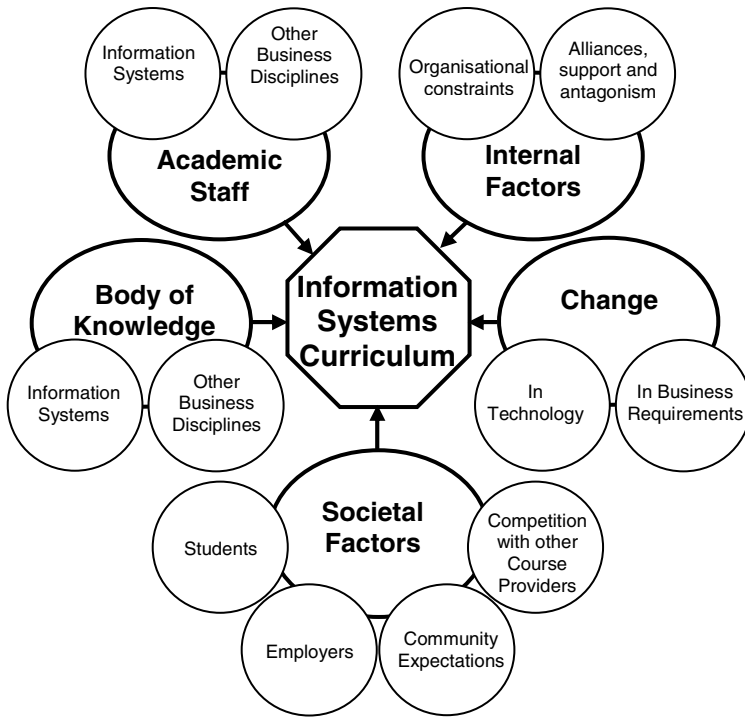 Information
Systems
Other
Business
Disciplines
Academic
Staff
Organisational
constraints
Alliances,
support and
antagonism
Internal
Factors
Body of
Knowledge
Information
Systems
Other
Business
Disciplines
Information
Systems
Curriculum
Change
In
Technology
In Business
Requirements
Societal
Factors
Students
Employers
Community
Expectations
Competition
with other
Course
Providers